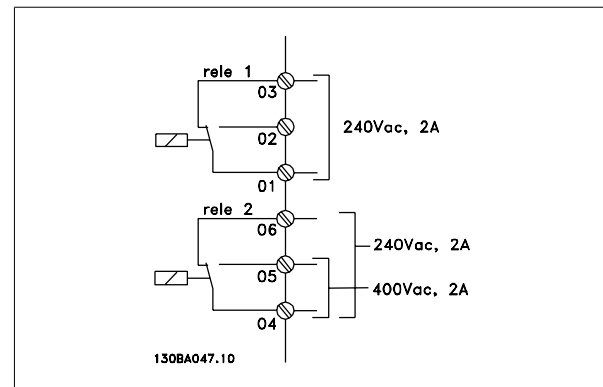 rele 1
03
02
240Vac, 2A
01
rele 2
06
240Vac, 2A
05
400Vac, 2A
04
130BA047.10